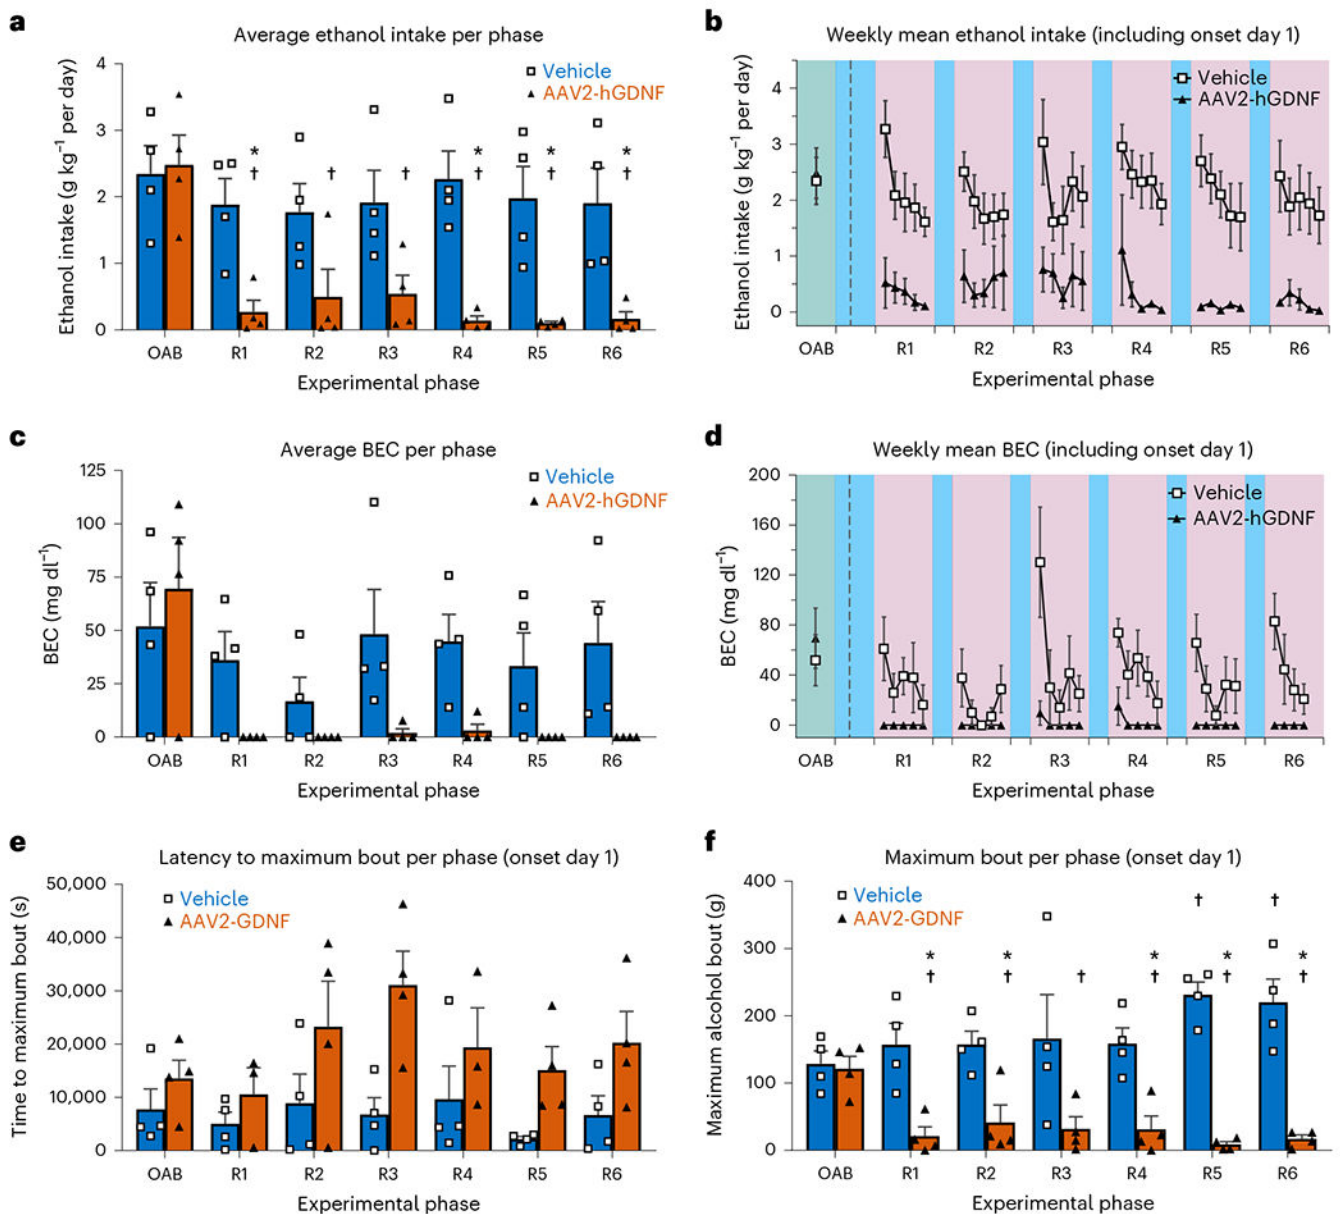 a
Average ethanol intake per phase
Ethanol intake (g kg⁻¹ per day)
4
3
2
1
0
Vehicle
AAV2-hGDNF
*
†
†
†
*
†
*
†
*
†
OAB R1 R2 R3 R4 R5 R6
Experimental phase
b
Weekly mean ethanol intake (including onset day 1)
Ethanol intake (g kg⁻¹ per day)
4
3
2
1
0
Vehicle
AAV2-hGDNF
OAB R1 R2 R3 R4 R5 R6
Experimental phase
c
Average BEC per phase
BEC (mg dl⁻¹)
125
100
75
50
25
0
Vehicle
AAV2-hGDNF
OAB R1 R2 R3 R4 R5 R6
Experimental phase
d
Weekly mean BEC (including onset day 1)
BEC (mg dl⁻¹)
200
160
120
80
40
0
Vehicle
AAV2-hGDNF
OAB R1 R2 R3 R4 R5 R6
Experimental phase
e
Latency to maximum bout per phase (onset day 1)
Time to maximum bout (s)
50,000
40,000
30,000
20,000
10,000
0
Vehicle
AAV2-GDNF
OAB R1 R2 R3 R4 R5 R6
Experimental phase
f
Maximum bout per phase (onset day 1)
Maximum alcohol bout (g)
400
300
200
100
0
Vehicle
AAV2-GDNF
† †
* * * * *
† † † † † †
OAB R1 R2 R3 R4 R5 R6
Experimental phase